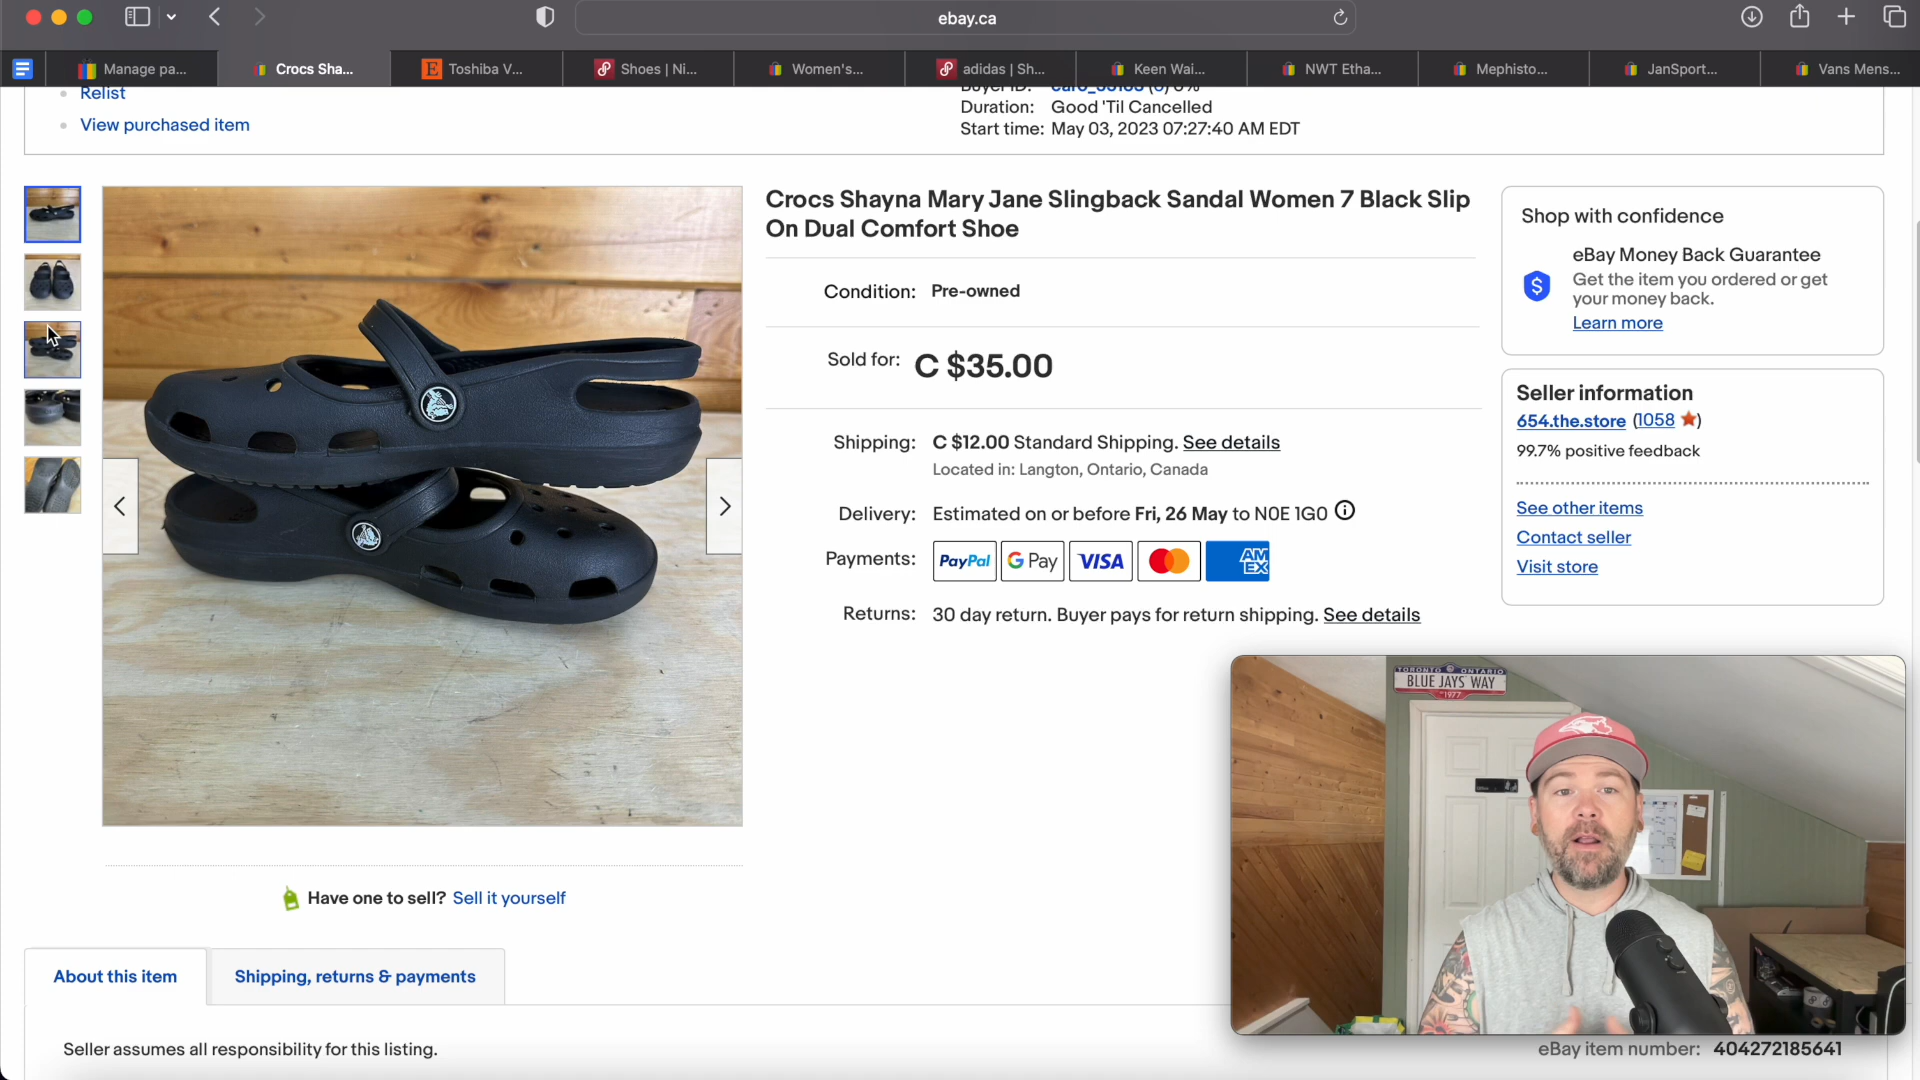 ebay.ca
Manage pa...
Crocs Sha...
Toshiba V...
Shoes | Ni...
Women's...
adidas | Sh...
Keen Wai...
NWT Etha...
Mephisto...
JanSport...
Vans Mens...
Relist
View purchased item
Buyer ID:
Duration: Good 'Til Cancelled
Start time: May 03, 2023 07:27:40 AM EDT
Crocs Shayna Mary Jane Slingback Sandal Women 7 Black Slip
On Dual Comfort Shoe
Condition: Pre-owned
Sold for: C $35.00
Shipping: C $12.00 Standard Shipping. See details
Located in: Langton, Ontario, Canada
Delivery: Estimated on or before Fri, 26 May to N0E 1G0
Payments: PayPal G Pay VISA AMEX
Returns: 30 day return. Buyer pays for return shipping. See details
Shop with confidence
eBay Money Back Guarantee
Get the item you ordered or get
your money back.
Learn more
Seller information
654.the.store (1058)
99.7% positive feedback
See other items
Contact seller
Visit store
TORONTO ONTARIO
BLUE JAYS WAY
1977
Have one to sell? Sell it yourself
About this item
Shipping, returns & payments
Seller assumes all responsibility for this listing.
eBay item number: 404272185641